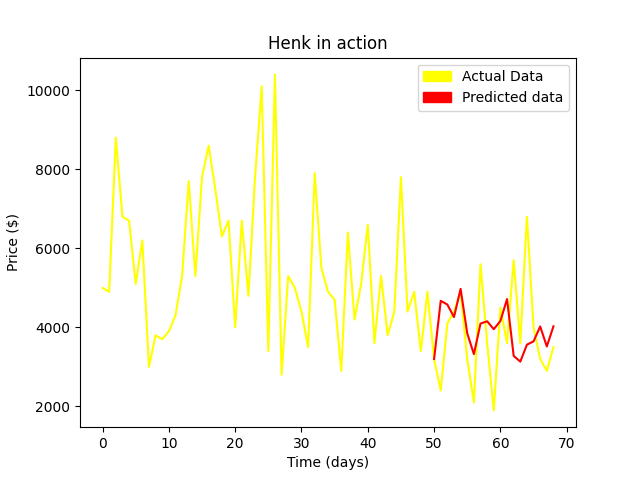 Henk in action
Actual Data
Predicted data
Price ($)
10000
8000
6000
4000
2000
0 10 20 30 40 50 60 70
Time (days)